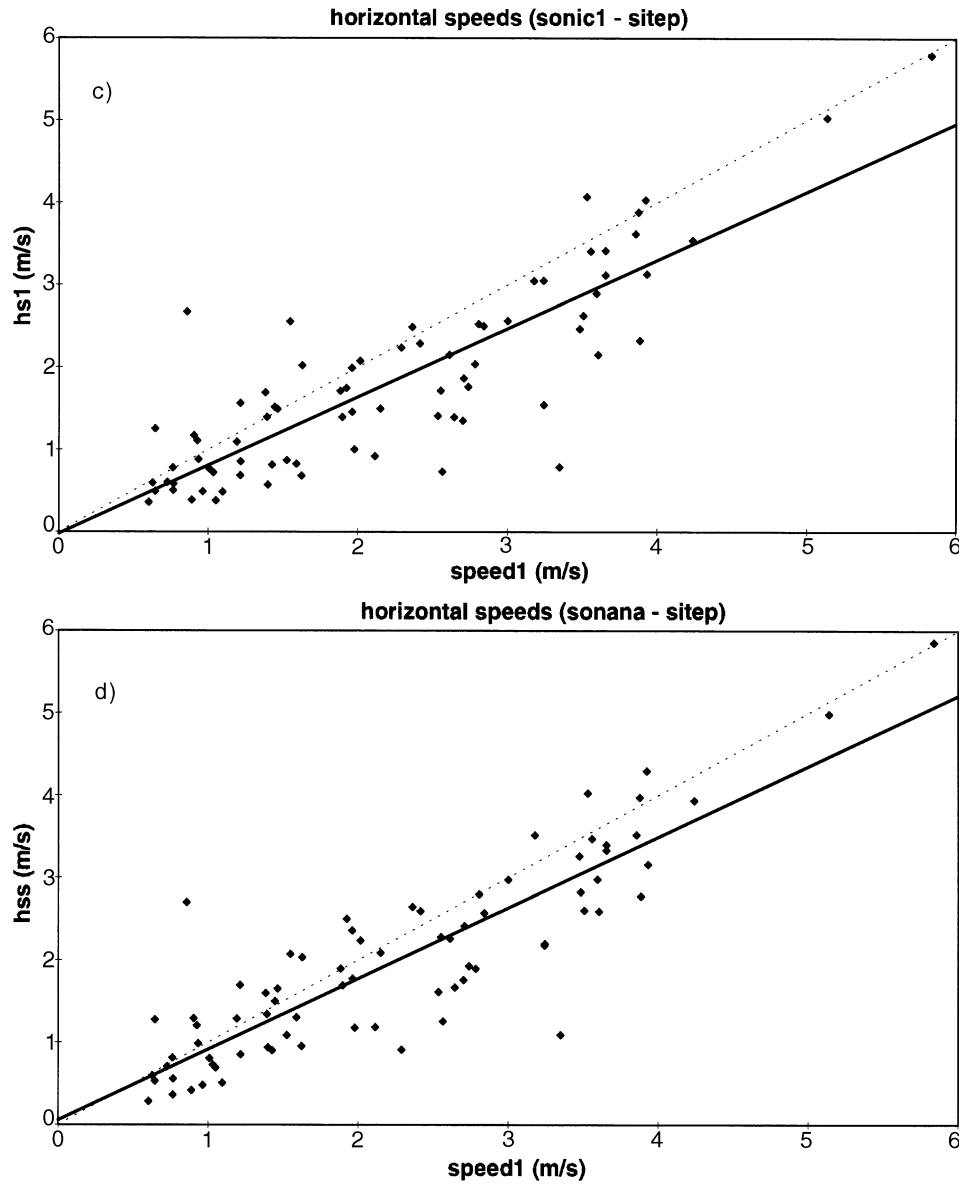 horizontal speeds (sonic1 - sitep)
c)
6
5
4
3
2
1
0
hs1 (m/s)
0 1 2 3 4 5 6
speed1 (m/s)
horizontal speeds (sonana - sitep)
d)
6
5
4
3
2
1
0
hss (m/s)
0 1 2 3 4 5 6
speed1 (m/s)